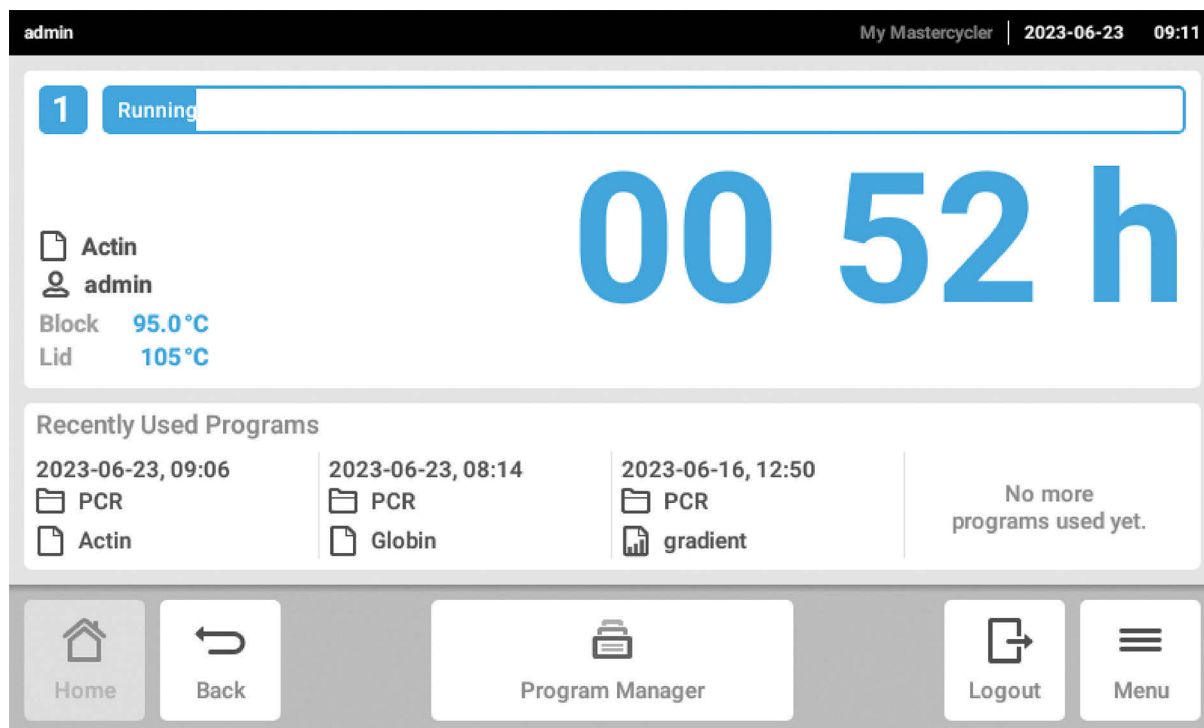 admin My Mastercycler 2023-06-23 09:11
1 Running
00 52 h
Actin
admin
Block 95.0°C
Lid 105°C
Recently Used Programs
2023-06-23, 09:06
PCR
Actin
2023-06-23, 08:14
PCR
Globin
2023-06-16, 12:50
PCR
gradient
No more
programs used yet.
Home
Back
Program Manager
Logout
Menu